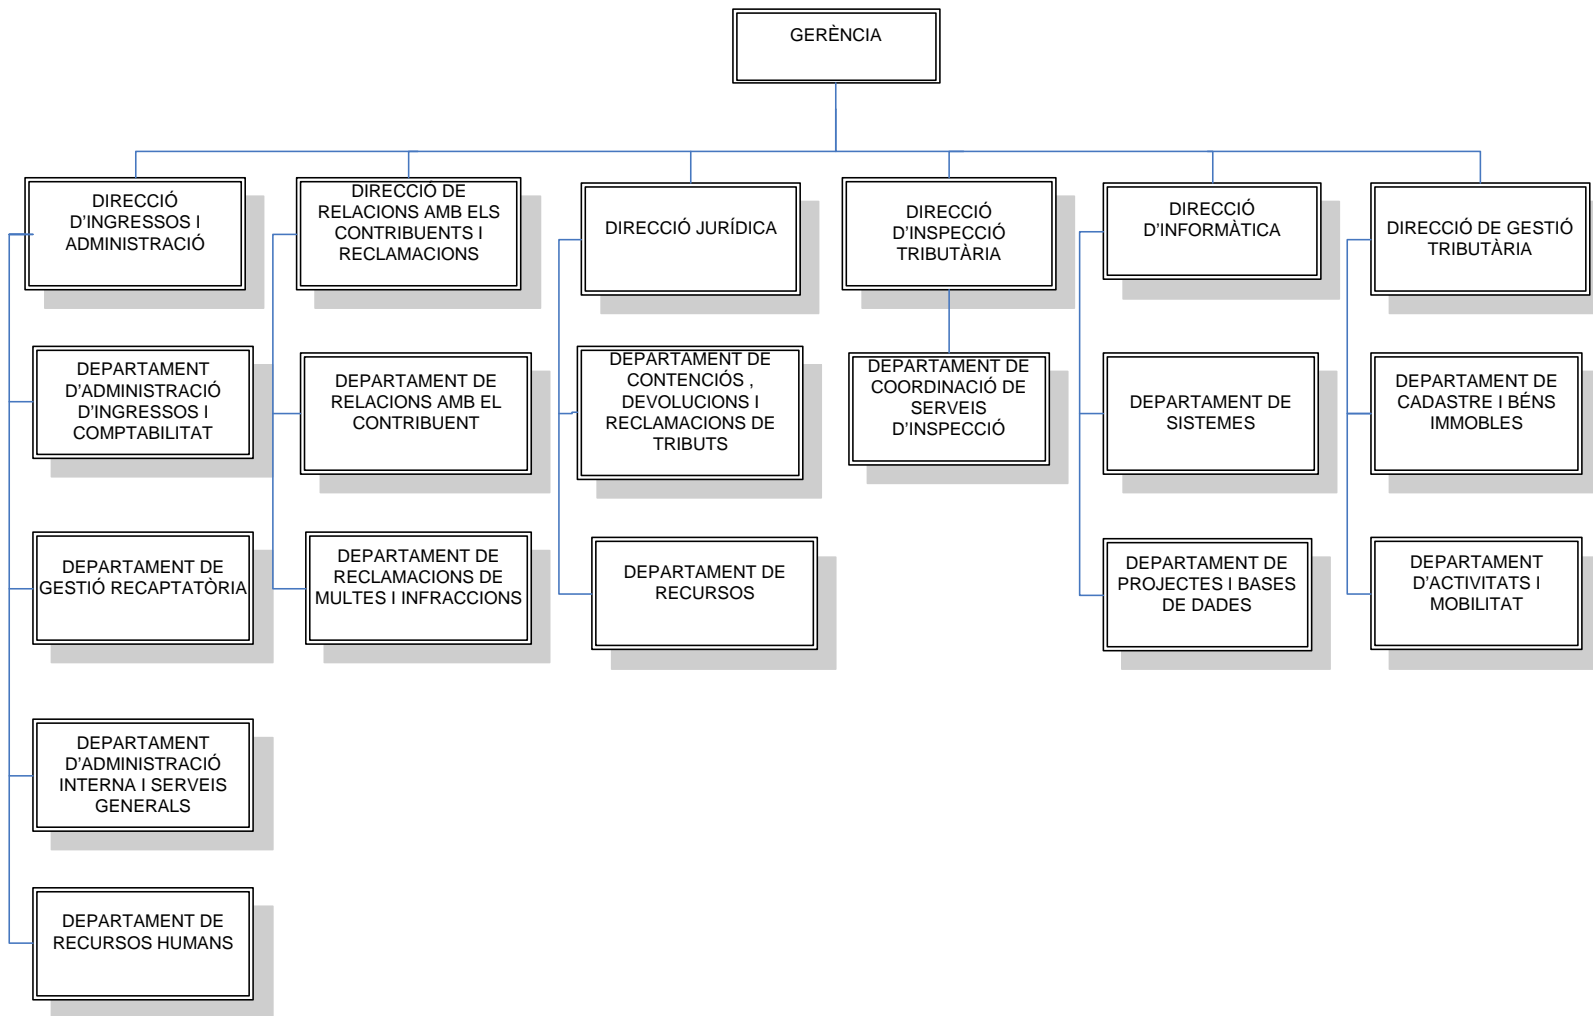 GERÈNCIA
DIRECCIÓ
D'INGRESSOS I
ADMINISTRACIÓ
DIRECCIÓ DE
RELACIONS AMB ELS
CONTRIBUENTS I
RECLAMACIONS
DIRECCIÓ JURÍDICA
DIRECCIÓ
D'INSPECCIÓ
TRIBUTÀRIA
DIRECCIÓ
D'INFORMÀTICA
DIRECCIÓ DE GESTIÓ
TRIBUTÀRIA
DEPARTAMENT
D'ADMINISTRACIÓ
D'INGRESSOS I
COMPTABILITAT
DEPARTAMENT DE
RELACIONS AMB EL
CONTRIBUENT
DEPARTAMENT DE
CONTENCIÓS ,
DEVOLUCIONS I
RECLAMACIONS DE
TRIBUTS
DEPARTAMENT DE
COORDINACIÓ DE
SERVEIS
D'INSPECCIÓ
DEPARTAMENT DE
SISTEMES
DEPARTAMENT DE
CADASTRE I BÉNS
IMMOBLES
DEPARTAMENT DE
GESTIÓ RECAPTATÒRIA
DEPARTAMENT DE
RECLAMACIONS DE
MULTES I INFRACCIONS
DEPARTAMENT DE
RECURSOS
DEPARTAMENT DE
PROJECTES I BASES
DE DADES
DEPARTAMENT
D'ACTIVITATS I
MOBILITAT
DEPARTAMENT
D'ADMINISTRACIÓ
INTERNA I SERVEIS
GENERALS
DEPARTAMENT DE
RECURSOS HUMANS